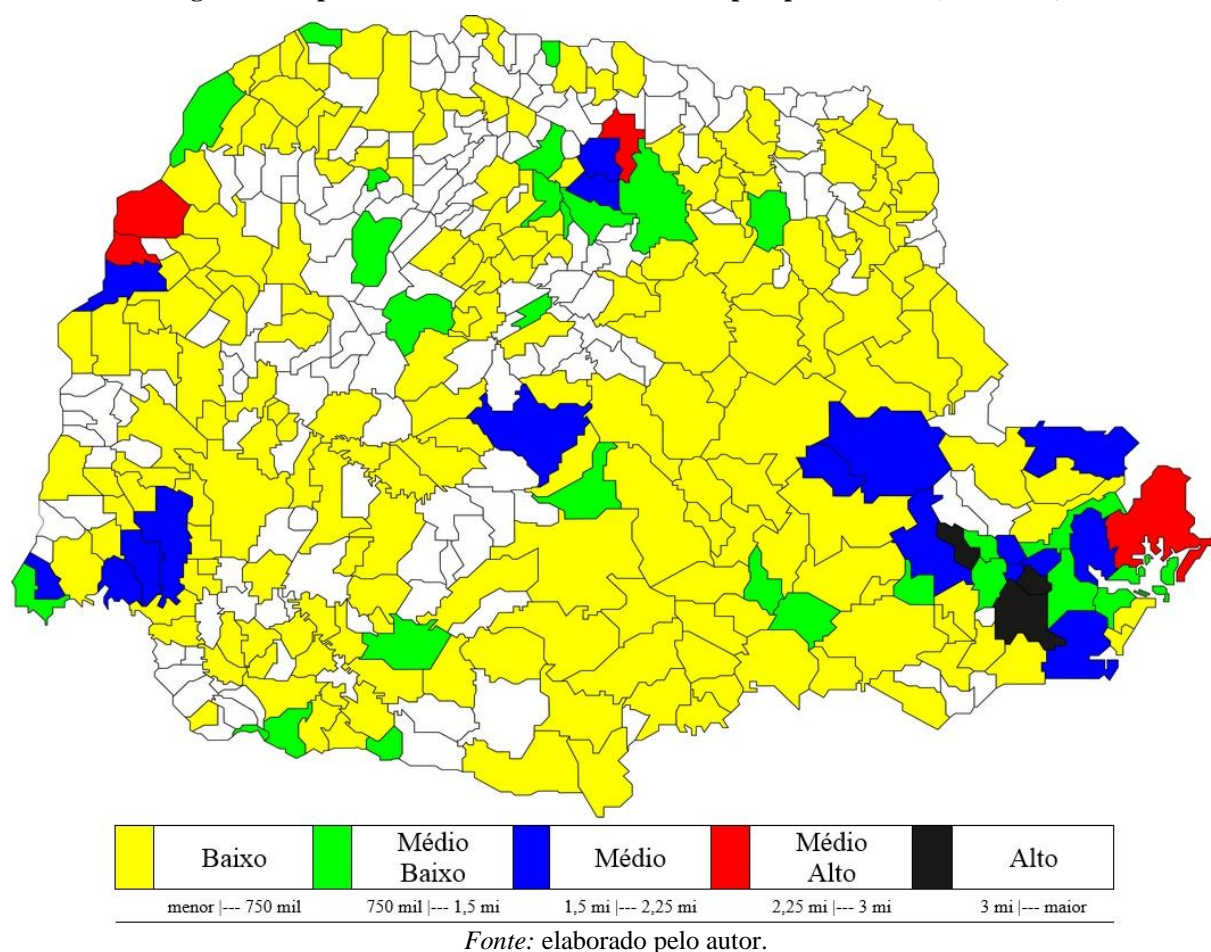 Baixo
Médio
Baixo
Médio
Médio
Alto
Alto
menor |--- 750 mil
750 mil |--- 1,5 mi
1,5 mi |--- 2,25 mi
2,25 mi |--- 3 mi
3 mi |--- maior
Fonte: elaborado pelo autor.